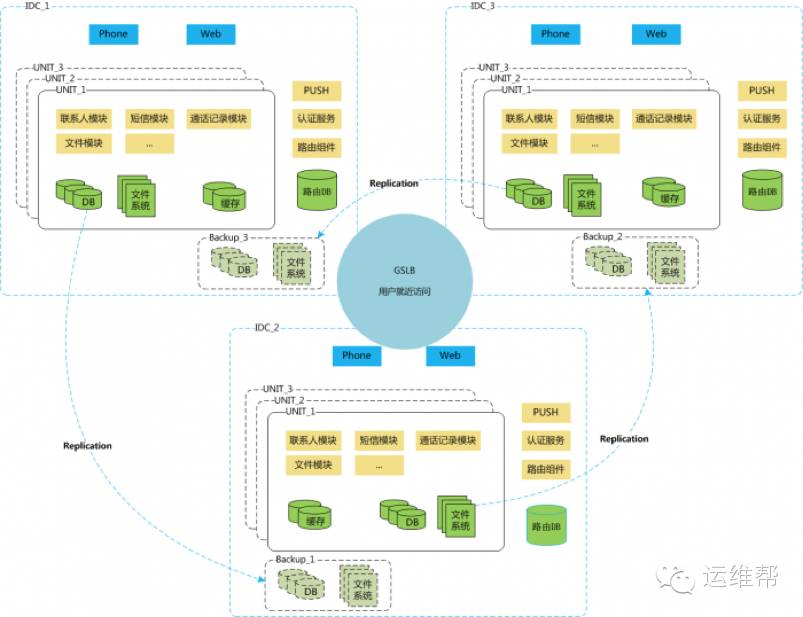 IDC_1
Phone
Web
UNIT_3
UNIT_2
UNIT_1
联系人模块
短信模块
通话记录模块
文件模块
...
DB
文件
系统
缓存
PUSH
认证服务
路由组件
路由DB
Backup_3
DB
文件
系统
IDC_3
Phone
Web
UNIT_3
UNIT_2
UNIT_1
联系人模块
短信模块
通话记录模块
文件模块
...
DB
文件
系统
缓存
PUSH
认证服务
路由组件
路由DB
Backup_2
DB
文件
系统
Replication
GSLB
用户就近访问
IDC_2
Phone
Web
UNIT_3
UNIT_2
UNIT_1
联系人模块
短信模块
通话记录模块
文件模块
...
缓存
DB
文件
系统
PUSH
认证服务
路由组件
路由DB
Backup_1
DB
文件
系统
Replication
Replication
运维帮